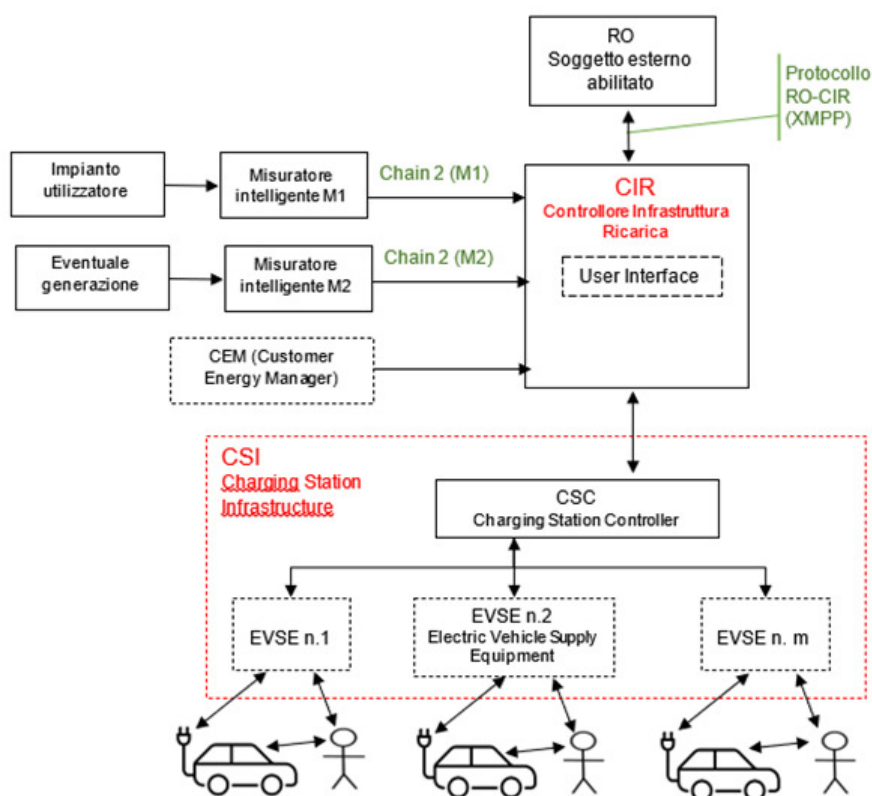 RO
Soggetto esterno
abilitato
Protocollo
RO-CIR
(XMPP)
Impianto
utilizzatore
Misuratore
intelligente M1
Chain 2 (M1)
CIR
Controllore Infrastruttura
Ricarica
User Interface
Eventuale
generazione
Misuratore
intelligente M2
Chain 2 (M2)
CEM (Customer
Energy Manager)
CSI
Charging Station
Infrastructure
CSC
Charging Station Controller
EVSE n.1
EVSE n.2
Electric Vehicle Supply
Equipment
EVSE n. m